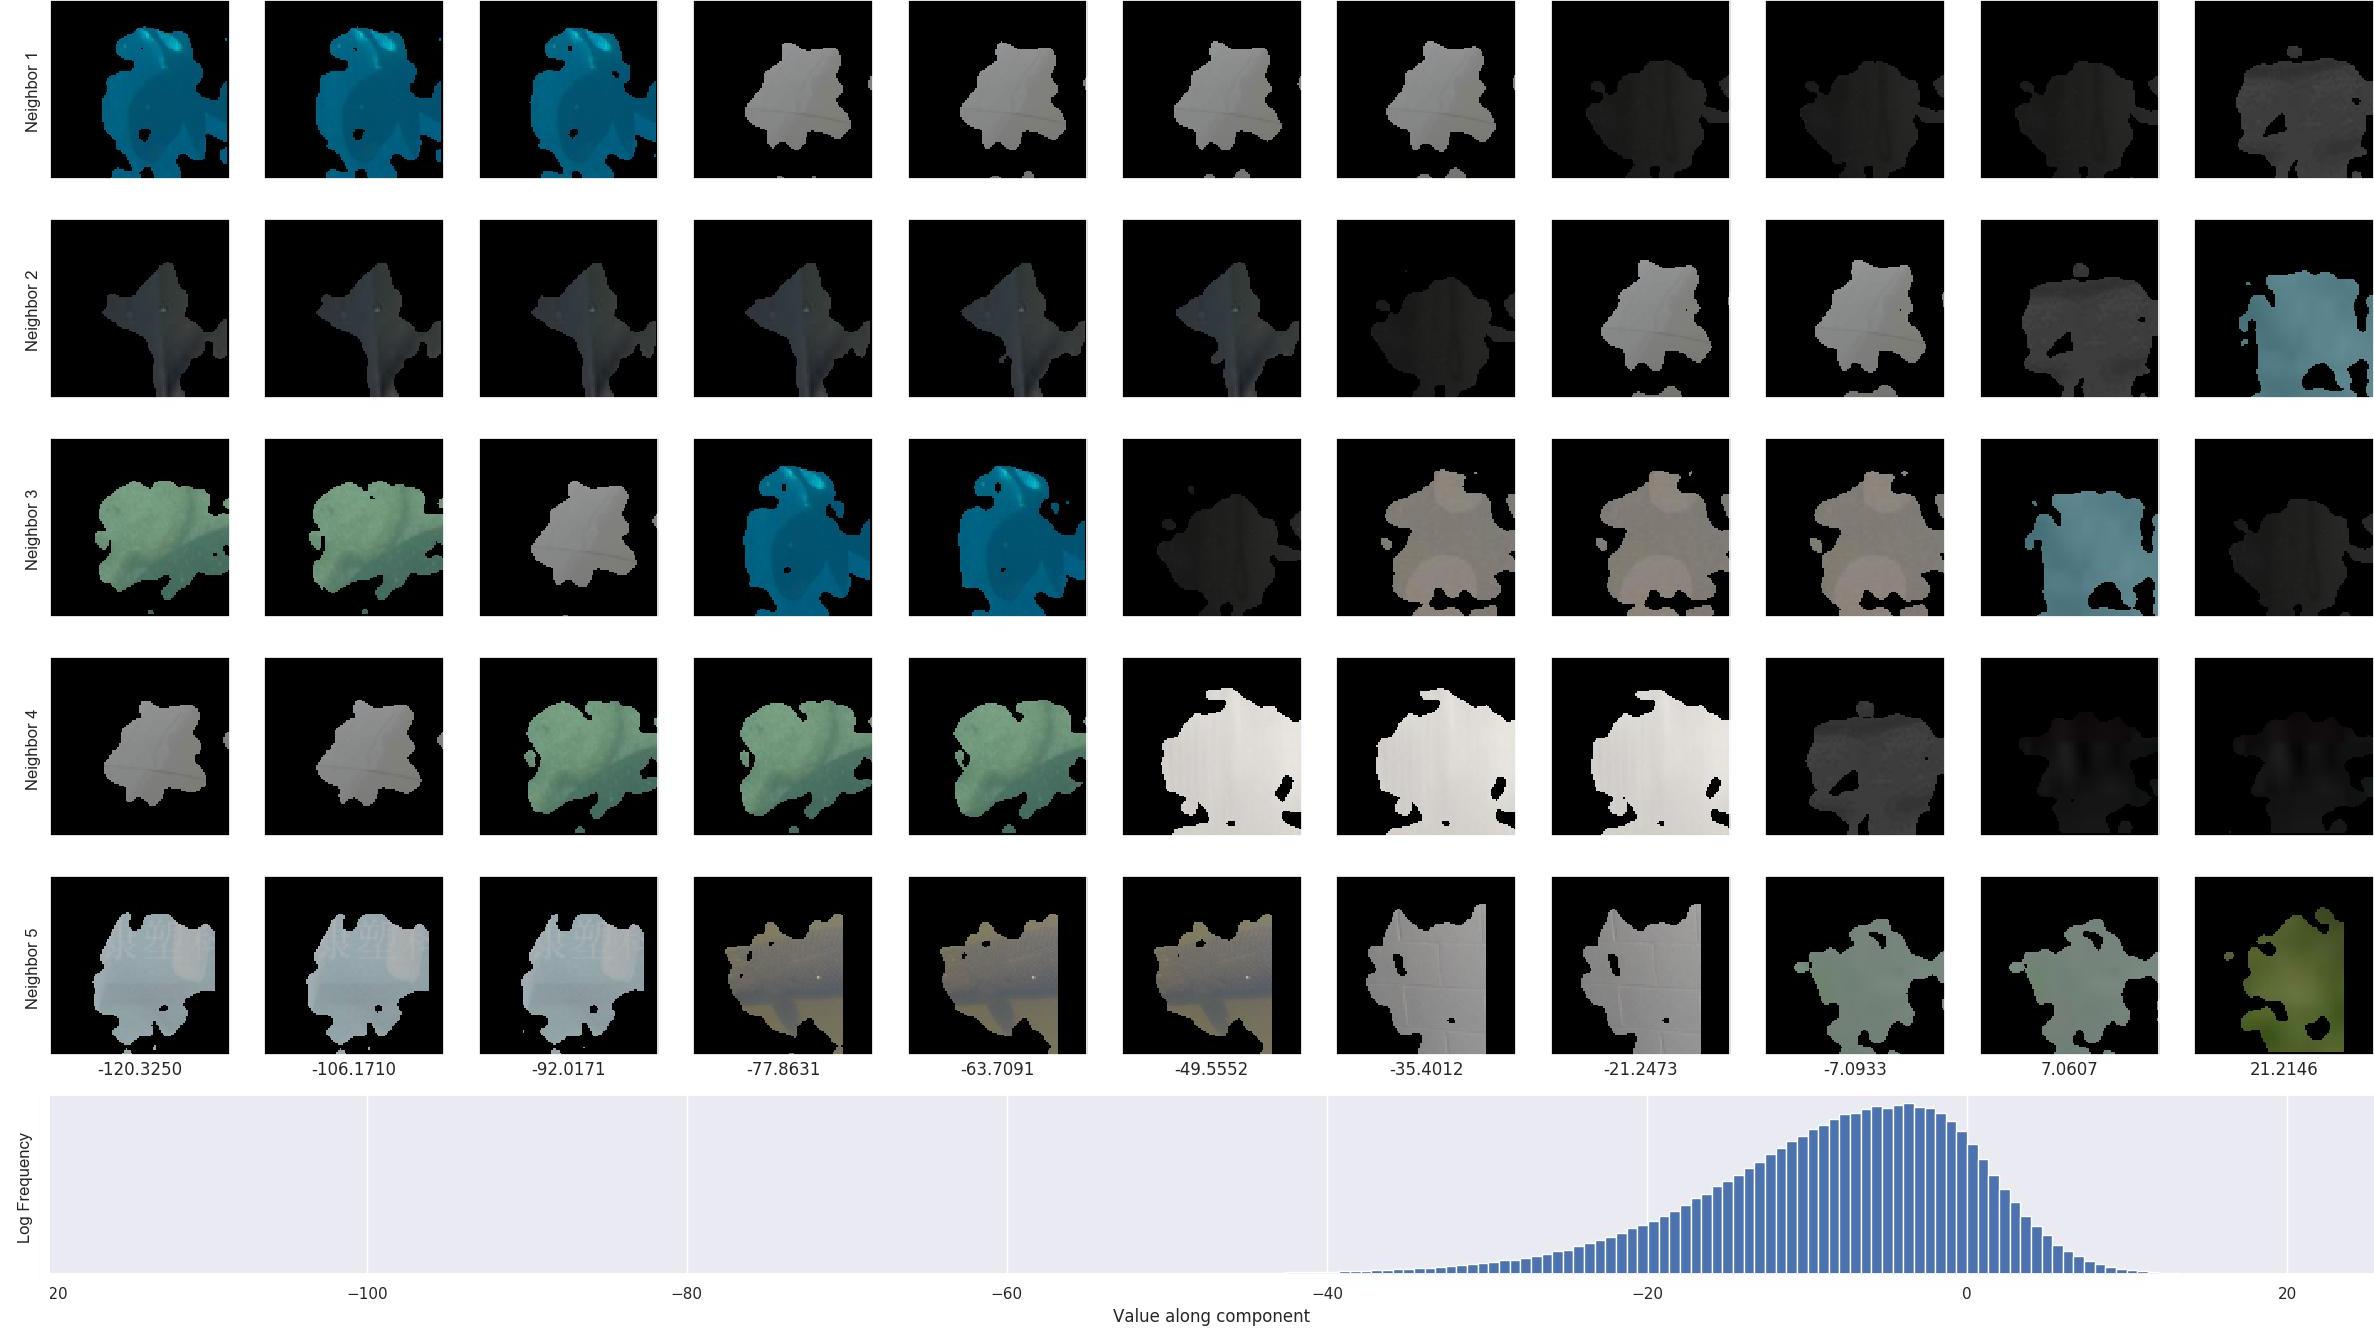 Neighbor 1
Neighbor 2
Neighbor 3
Neighbor 4
Neighbor 5
-120.3250 -106.1710 -92.0171 -77.8631 -63.7091 -49.5552 -35.4012 -21.2473 -7.0933 7.0607 21.2146
Log Frequency
20 −100 −80 −60 −40 −20 0 20
Value along component